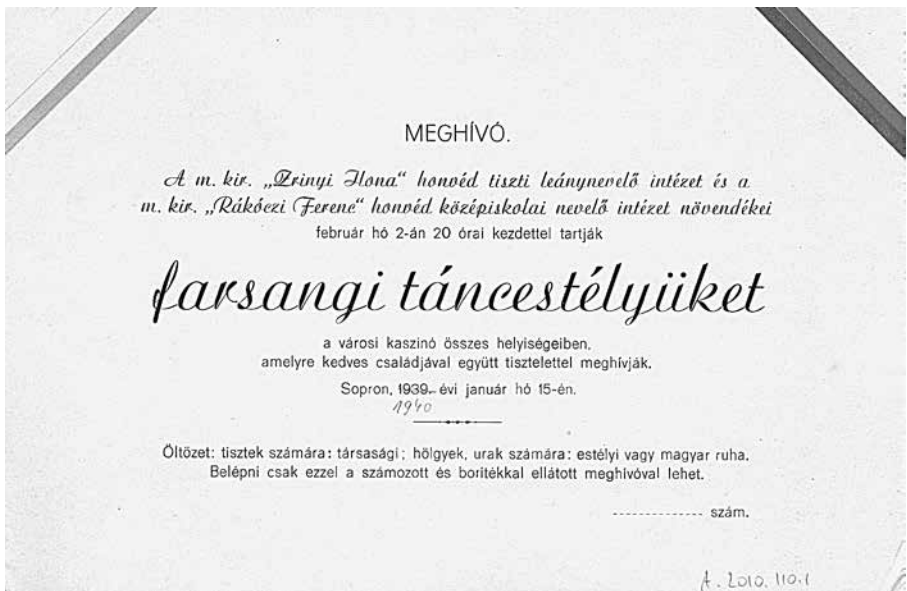 MEGHÍVÓ.
A m. kir. „Zrinyi Ilona" honvéd tiszti leánynevelő intézet és a
m. kir. „Rákóczi Ferenc" honvéd középiskolai nevelő intézet növendékei
február hó 2-án 20 órai kezdettel tartják
farsangi táncestélyüket
a városi kaszinó összes helyiségeiben,
amelyre kedves családjával együtt tisztelettel meghívják.
Sopron, 1939. évi január hó 15-én.
1940
Öltözet: tisztek számára: társasági; hölgyek, urak számára: estélyi vagy magyar ruha.
Belépni csak ezzel a számozott és borítékkal ellátott meghívóval lehet.
------------- szám.
A. 2010. 110.1